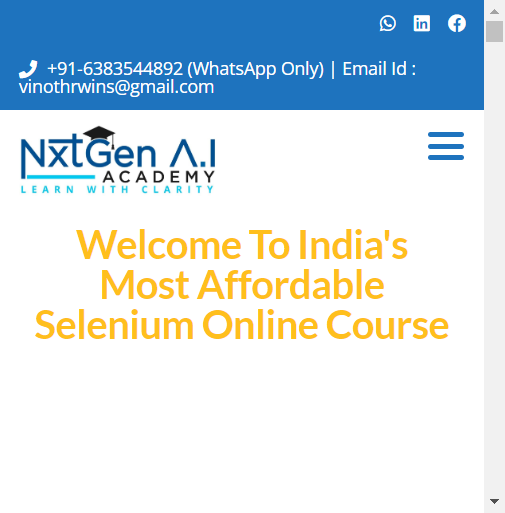 +91-6383544892 (WhatsApp Only) | Email Id :
vinothrwins@gmail.com
NxtGen A.I
ACADEMY
LEARN WITH CLARITY
Welcome To India's
Most Affordable
Selenium Online Course